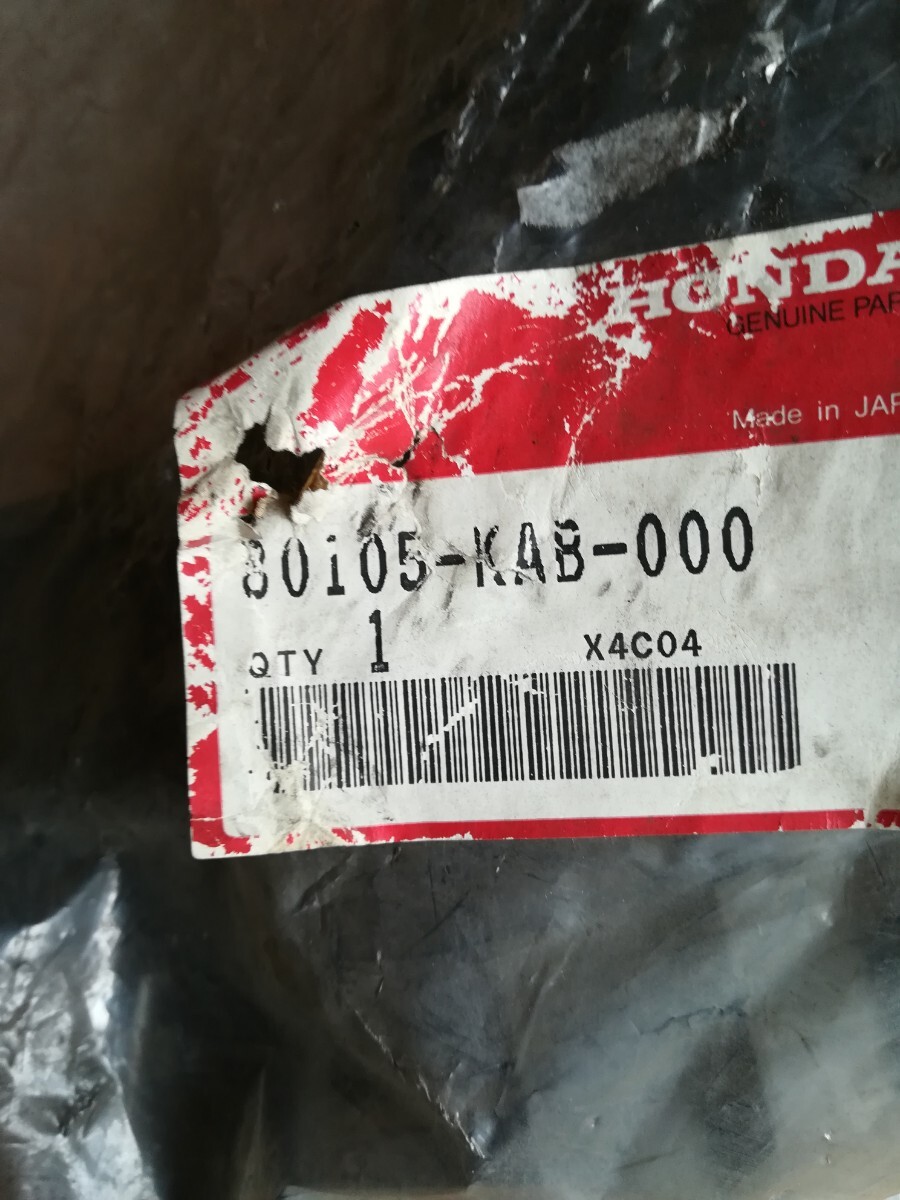 HONDA
GENUINE PAR
Made in JAP
80105-KAB-000
QTY 1 X4C04